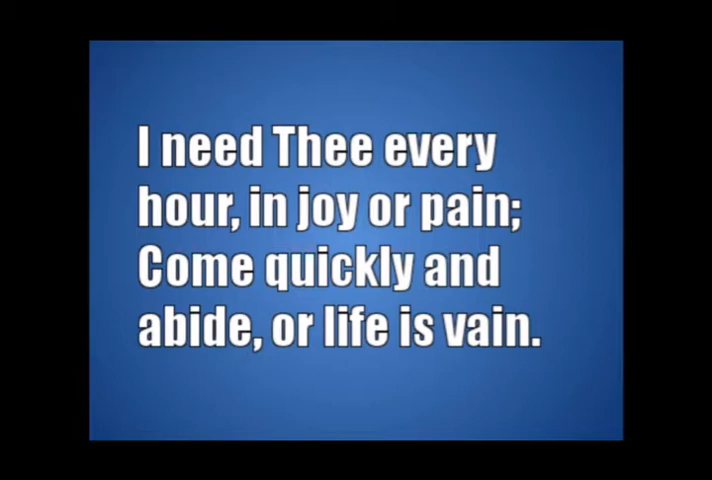 I need Thee every
hour, in joy or pain;
Come quickly and
abide, or life is vain.